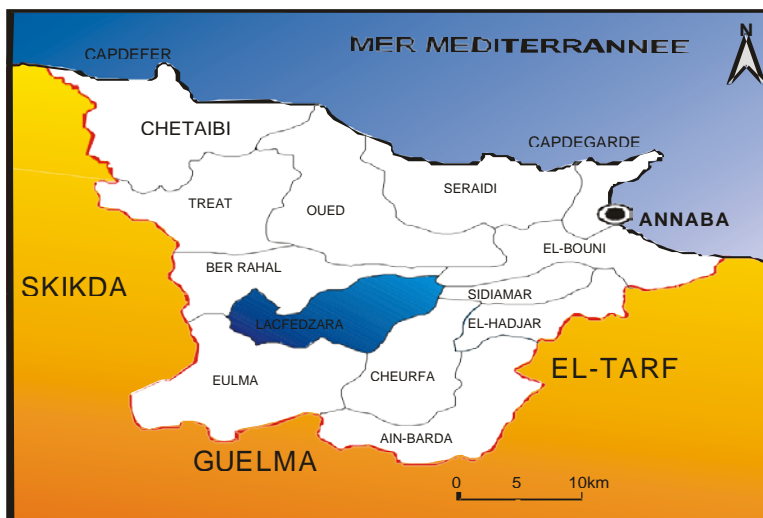 CAPDEFER
MER MEDITERRANNEE
N
CHETAIBI
CAPDEGARDE
SERAIDI
TREAT
OUED
ANNABA
EL-BOUNI
BER RAHAL
SKIKDA
SIDIAMAR
LACFEDZARA
EL-HADJAR
EL-TARF
EULMA
CHEURFA
AIN-BARDA
GUELMA
0 5 10km